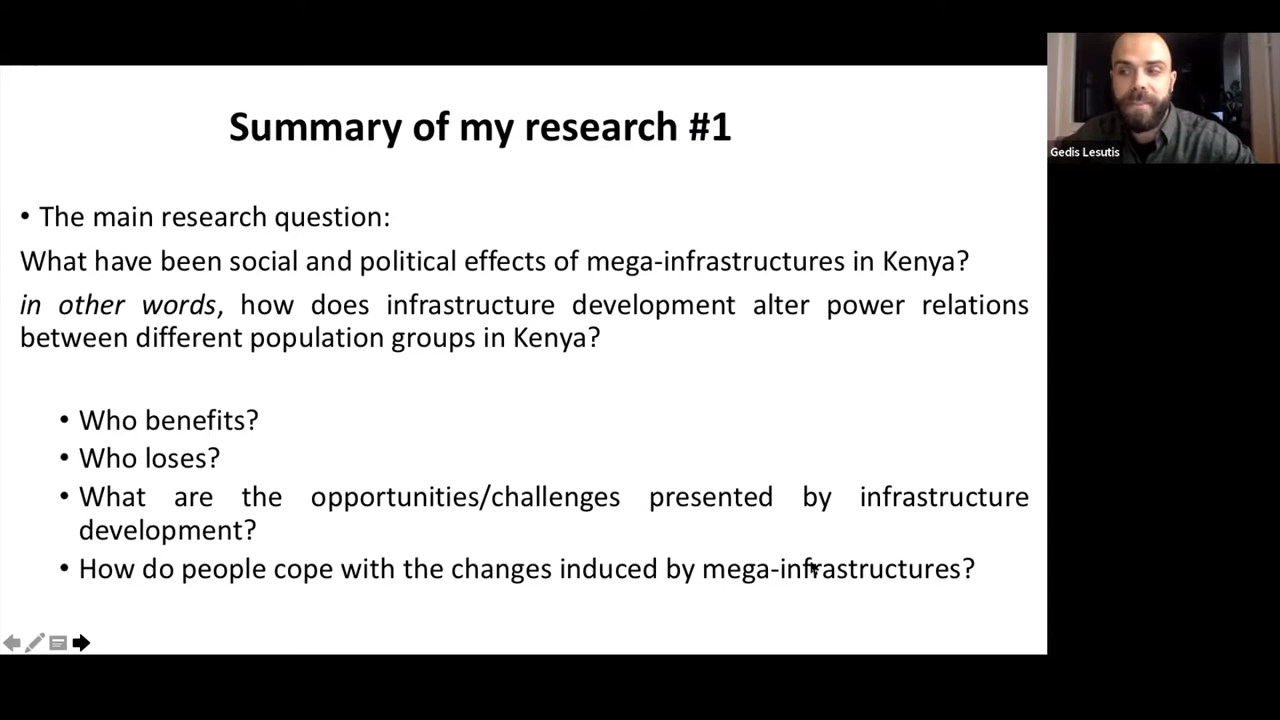 Summary of my research #1
• The main research question:
What have been social and political effects of mega-infrastructures in Kenya?
in other words, how does infrastructure development alter power relations
between different population groups in Kenya?
• Who benefits?
• Who loses?
• What are the opportunities/challenges presented by infrastructure
development?
• How do people cope with the changes induced by mega-infrastructures?
Gedis Lesutis